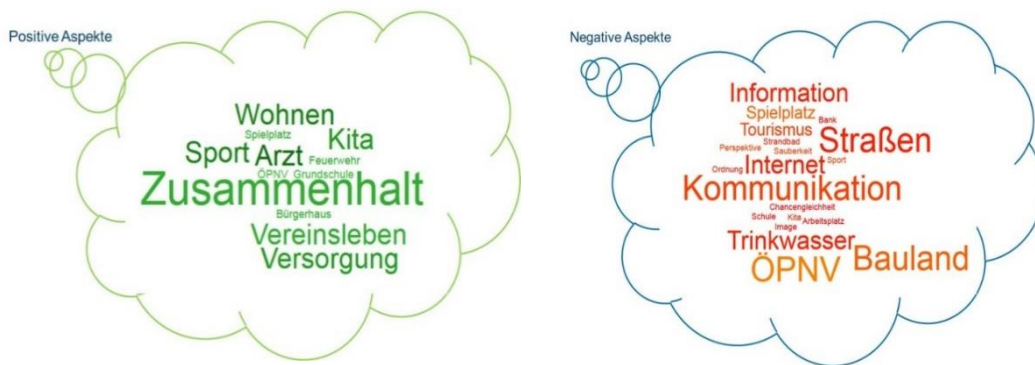 Positive Aspekte
Wohnen
Spielplatz
Kita
Sport Arzt Feuerwehr
ÖPNV Grundschule
Zusammenhalt
Bürgerhaus
Vereinsleben
Versorgung
Negative Aspekte
Information
Spielplatz Bank
Tourismus
Straßen
Strandbad
Perspektive Sauberkeit
Internet Sport
Ordnung
Kommunikation
Chancengleichheit
Schule Kita Arbeitsplatz
Image
Trinkwasser
ÖPNV Bauland